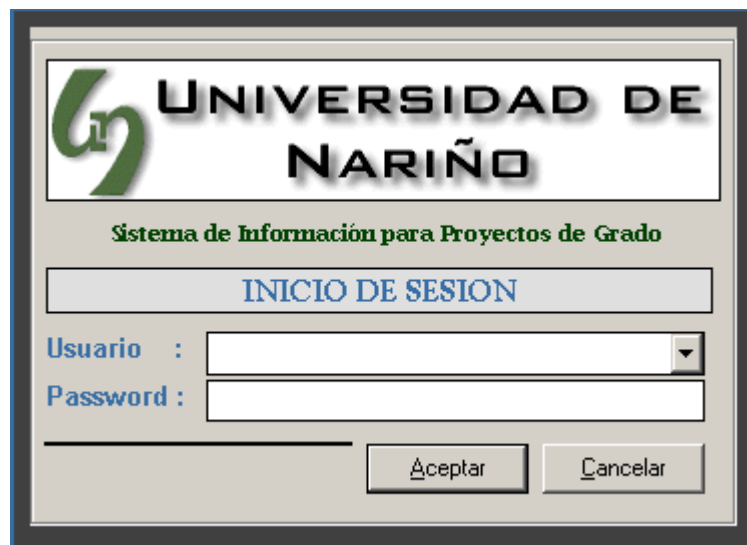 UNIVERSIDAD DE
NARIÑO
Sistema de Información para Proyectos de Grado
INICIO DE SESION
Usuario :
Password :
Aceptar Cancelar